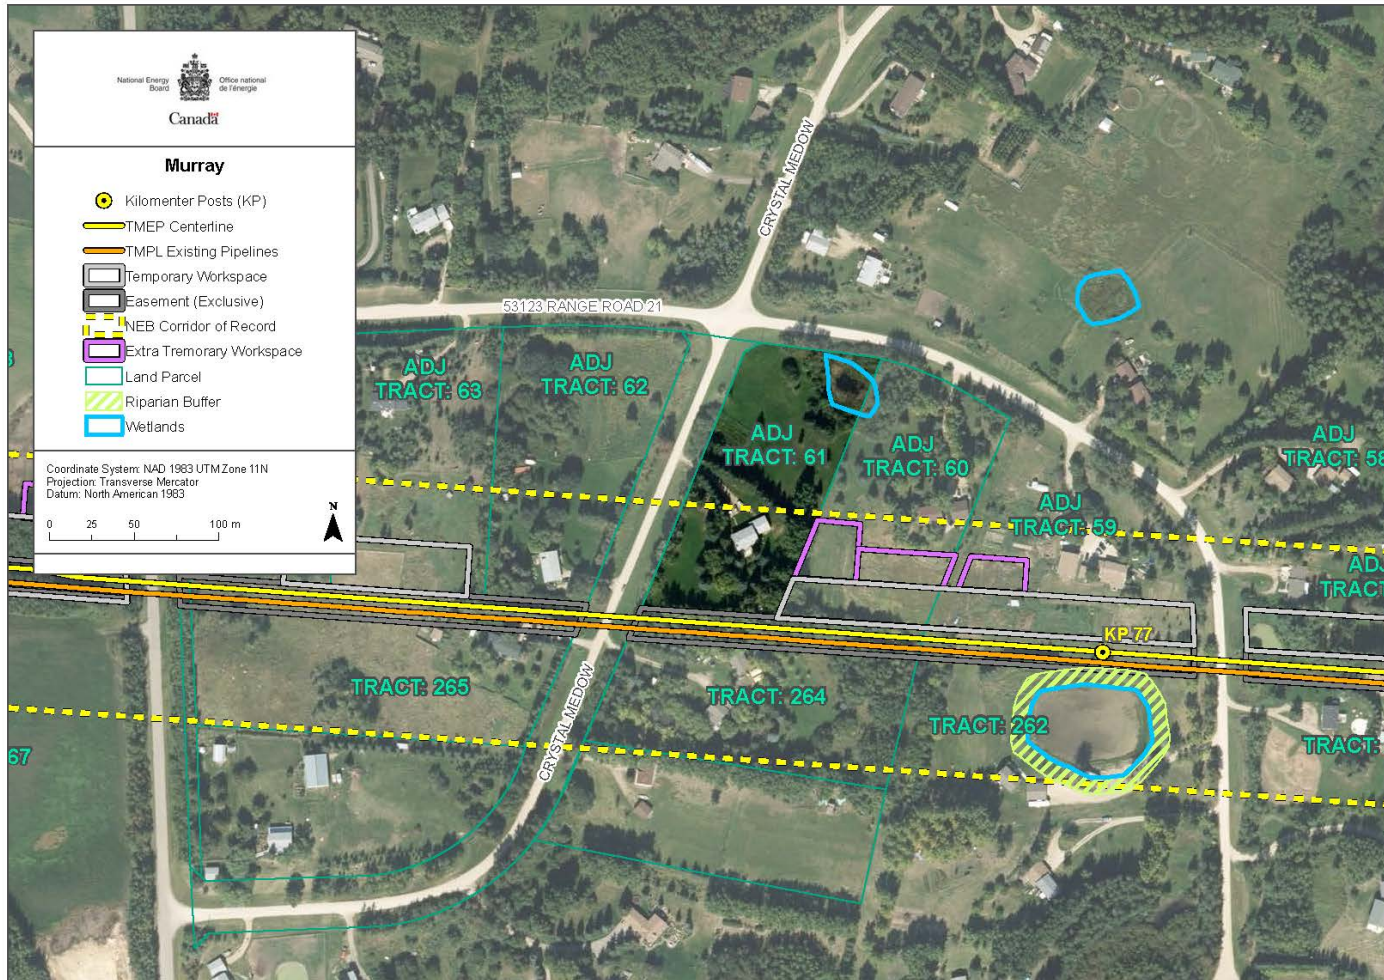 National Energy Board
Office national de l'énergie
Canada
Murray
Kilomenter Posts (KP)
TMEP Centerline
TMPL Existing Pipelines
Temporary Workspace
Easement (Exclusive)
NEB Corridor of Record
Extra Tremorary Workspace
Land Parcel
Riparian Buffer
Wetlands
Coordinate System: NAD 1983 UTM Zone 11N
Projection: Transverse Mercator
Datum: North American 1983
0 25 50 100 m
N
CRYSTAL MEDOW
53123 RANGE ROAD 21
3
ADJ
TRACT: 63
ADJ
TRACT: 62
ADJ
TRACT: 61
ADJ
TRACT: 60
ADJ
TRACT: 59
ADJ
TRACT: 58
ADJ
TRACT:
KP 77
TRACT: 265
TRACT: 264
TRACT: 262
TRACT:
67
CRYSTAL MEDOW